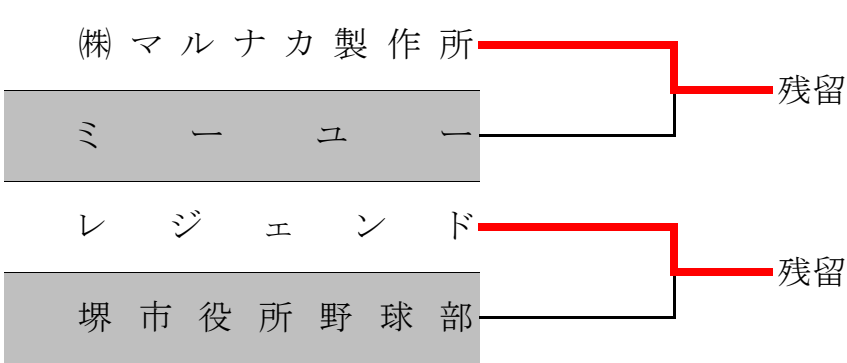 ㈱マルナカ製作所
残留
ミーユー
レジェンド
残留
堺市役所野球部